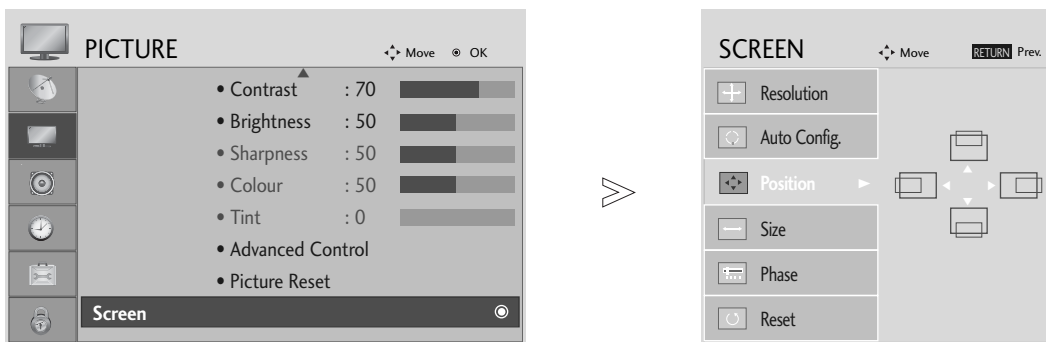 PICTURE
Move ⦿ OK
• Contrast : 70
• Brightness : 50
• Sharpness : 50
• Colour : 50
• Tint : 0
• Advanced Control
• Picture Reset
Screen
SCREEN
Move RETURN Prev.
Resolution
Auto Config.
Position
Size
Phase
Reset